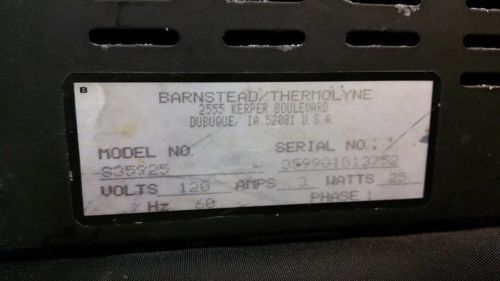 BARNSTEAD/THERMOLYNE
2555 KERPER BOULEVARD
DUBUQUE, IA 52001 U.S.A
MODEL NO. SERIAL NO.:
S35925
VOLTS 120 AMPS .3 WATTS 25
Hz 60 PHASE 1